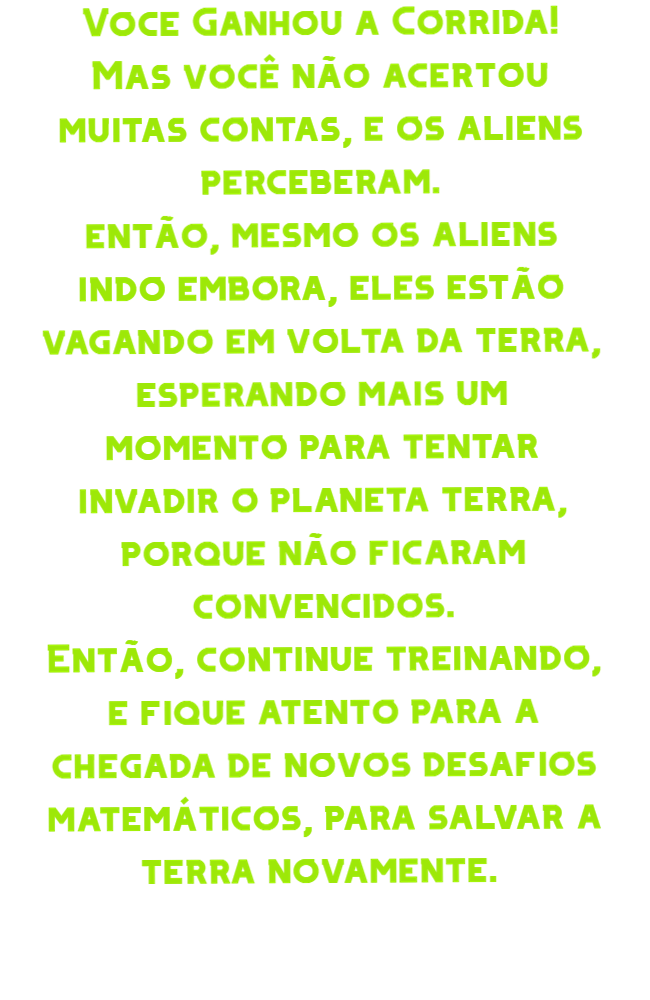 Voce Ganhou a Corrida!
Mas você não acertou
muitas contas, e os aliens
perceberam.
então, mesmo os aliens
indo embora, eles estão
vagando em volta da terra,
esperando mais um
momento para tentar
invadir o planeta terra,
porque não ficaram
convencidos.
Então, continue treinando,
e fique atento para a
chegada de novos desafios
matemáticos, para salvar a
terra novamente.